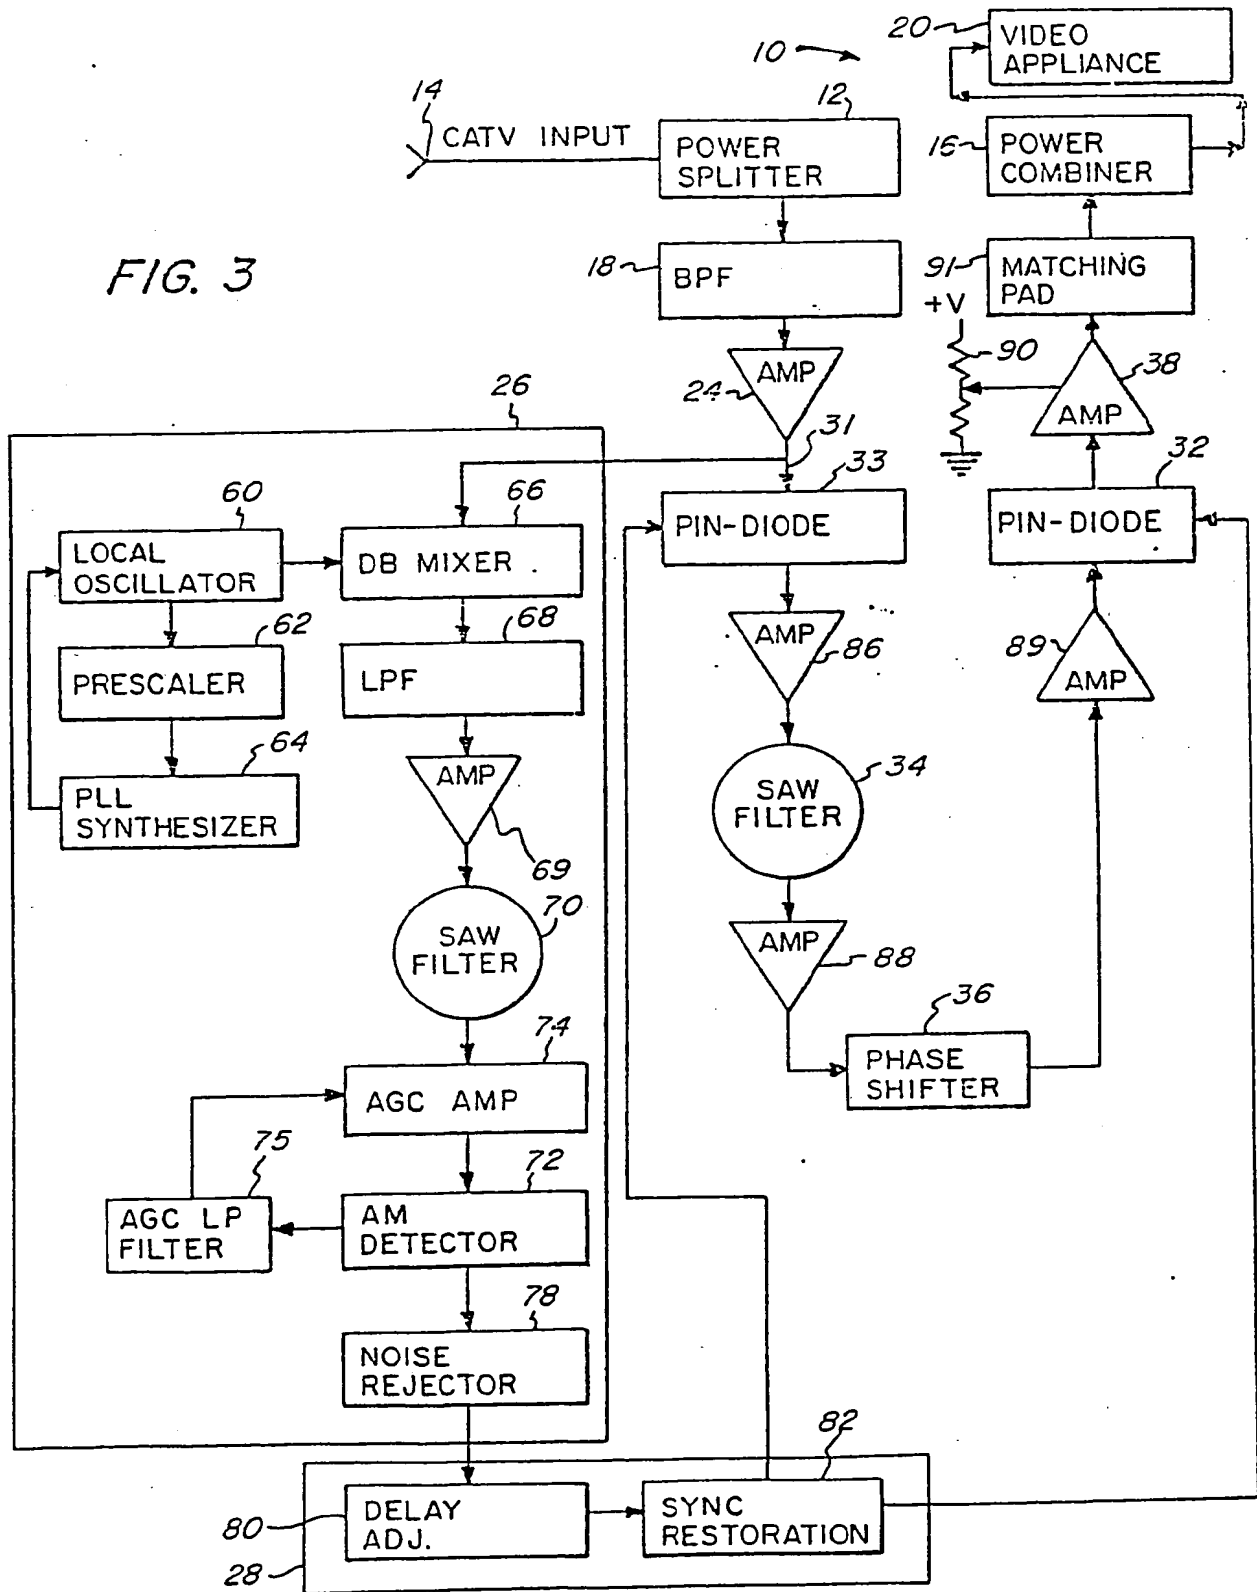 20
VIDEO
APPLIANCE
10
14
CATV INPUT
12
POWER
SPLITTER
16
POWER
COMBINER
FIG. 3
18
BPF
91
MATCHING
PAD
+V
90
AMP
24
38
AMP
26
31
33
32
PIN-DIODE
PIN-DIODE
60
LOCAL
OSCILLATOR
66
DB MIXER
62
PRESCALER
68
LPF
AMP
86
89
AMP
64
PLL
SYNTHESIZER
AMP
69
34
SAW
FILTER
70
SAW
FILTER
AMP
88
36
PHASE
SHIFTER
74
AGC AMP
75
AGC LP
FILTER
72
AM
DETECTOR
78
NOISE
REJECTOR
82
80
DELAY
ADJ.
SYNC
RESTORATION
28